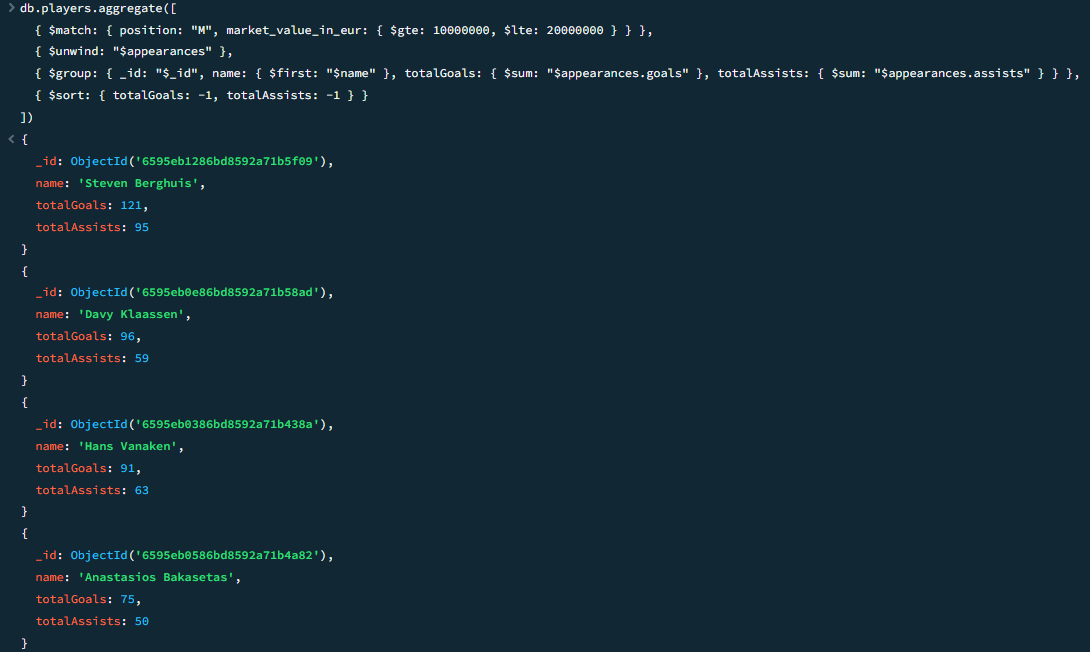 > db.players.aggregate([
{ $match: { position: "M", market_value_in_eur: { $gte: 10000000, $lte: 20000000 } } },
{ $unwind: "$appearances" },
{ $group: { _id: "$_id", name: { $first: "$name" }, totalGoals: { $sum: "$appearances.goals" }, totalAssists: { $sum: "$appearances.assists" } } },
{ $sort: { totalGoals: -1, totalAssists: -1 } }
])
< {
_id: ObjectId('6595eb1286bd8592a71b5f09'),
name: 'Steven Berghuis',
totalGoals: 121,
totalAssists: 95
}
{
_id: ObjectId('6595eb0e86bd8592a71b58ad'),
name: 'Davy Klaassen',
totalGoals: 96,
totalAssists: 59
}
{
_id: ObjectId('6595eb0386bd8592a71b438a'),
name: 'Hans Vanaken',
totalGoals: 91,
totalAssists: 63
}
{
_id: ObjectId('6595eb0586bd8592a71b4a82'),
name: 'Anastasios Bakasetas',
totalGoals: 75,
totalAssists: 50
}